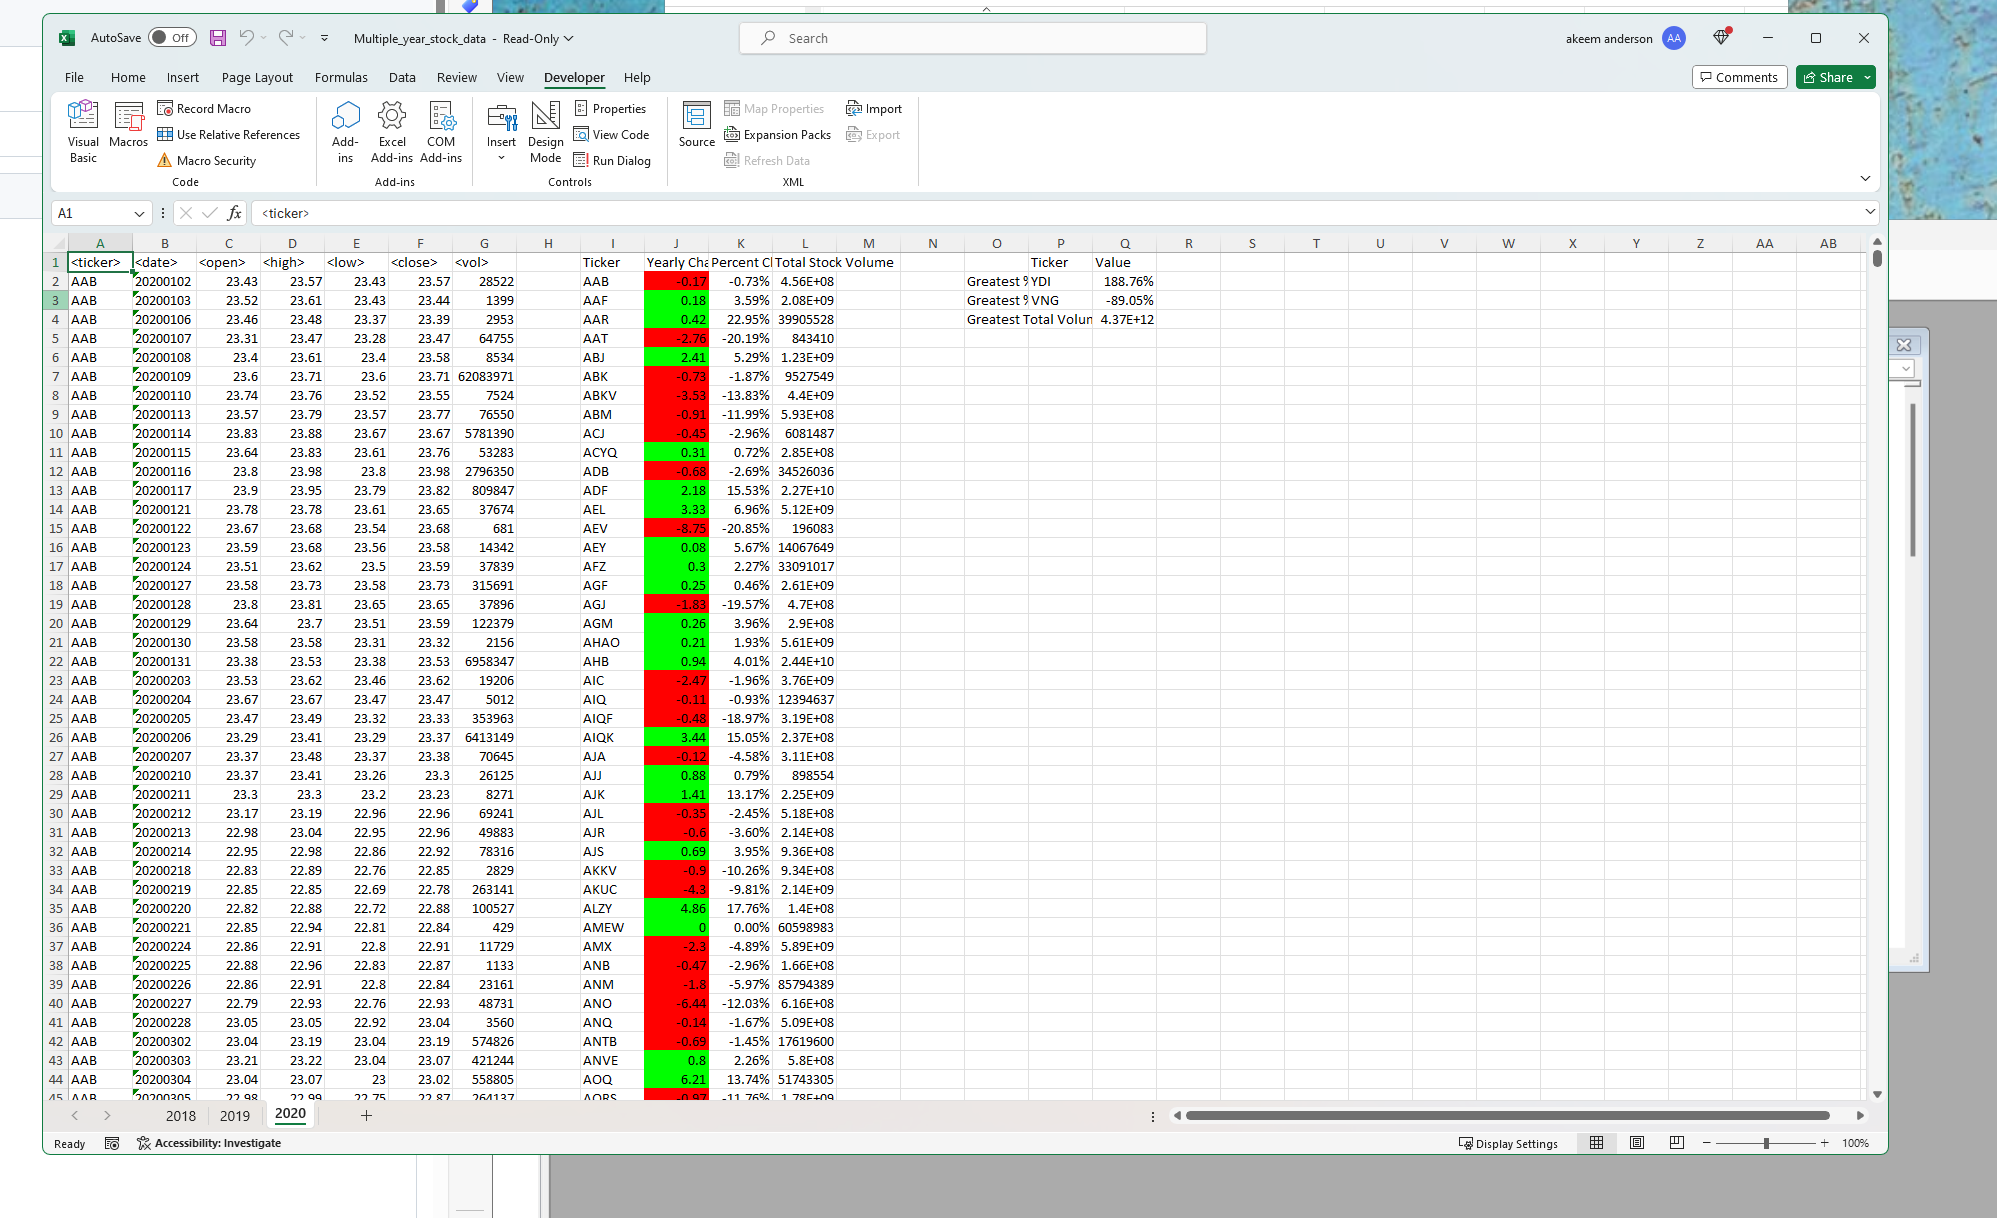 AutoSave Off Multiple_year_stock_data - Read-Only Search akeem anderson AA
File Home Insert Page Layout Formulas Data Review View Developer Help Comments Share
Visual Basic Macros Record Macro Use Relative References Macro Security Code
Add-ins Excel Add-ins COM Add-ins Add-ins
Insert Design Mode Properties View Code Run Dialog Controls
Source Map Properties Expansion Packs Refresh Data Import Export XML
A1 fx <ticker>
A B C D E F G H I J K L M N O P Q R S T U V W X Y Z AA AB
1 <ticker> <date> <open> <high> <low> <close> <vol> Ticker Yearly Cha Percent Cl Total Stock Volume Ticker Value
2 AAB 20200102 23.43 23.57 23.43 23.57 28522 AAB -0.17 -0.73% 4.56E+08 Greatest % YDI 188.76%
3 AAB 20200103 23.52 23.61 23.43 23.44 1399 AAF 0.18 3.59% 2.08E+09 Greatest % VNG -89.05%
4 AAB 20200106 23.46 23.48 23.37 23.39 2953 AAR 0.42 22.95% 39905528 Greatest Total Volun 4.37E+12
5 AAB 20200107 23.31 23.47 23.28 23.47 64755 AAT -2.76 -20.19% 843410
6 AAB 20200108 23.4 23.61 23.4 23.58 8534 ABJ 2.41 5.29% 1.23E+09
7 AAB 20200109 23.6 23.71 23.6 23.71 62083971 ABK -0.73 -1.87% 9527549
8 AAB 20200110 23.74 23.76 23.52 23.55 7524 ABKV -3.53 -13.83% 4.4E+09
9 AAB 20200113 23.57 23.79 23.57 23.77 76550 ABM -0.91 -11.99% 5.93E+08
10 AAB 20200114 23.83 23.88 23.67 23.67 5781390 ACJ -0.45 -2.96% 6081487
11 AAB 20200115 23.64 23.83 23.61 23.76 53283 ACYQ 0.31 0.72% 2.85E+08
12 AAB 20200116 23.8 23.98 23.8 23.98 2796350 ADB -0.68 -2.69% 34526036
13 AAB 20200117 23.9 23.95 23.79 23.82 809847 ADF 2.18 15.53% 2.27E+10
14 AAB 20200121 23.78 23.78 23.61 23.65 37674 AEL 3.33 6.96% 5.12E+09
15 AAB 20200122 23.67 23.68 23.54 23.68 681 AEV -8.75 -20.85% 196083
16 AAB 20200123 23.59 23.68 23.56 23.58 14342 AEY 0.08 5.67% 14067649
17 AAB 20200124 23.51 23.62 23.5 23.59 37839 AFZ 0.3 2.27% 33091017
18 AAB 20200127 23.58 23.73 23.58 23.73 315691 AGF 0.25 0.46% 2.61E+09
19 AAB 20200128 23.8 23.81 23.65 23.65 37896 AGJ -1.83 -19.57% 4.7E+08
20 AAB 20200129 23.64 23.7 23.51 23.59 122379 AGM 0.26 3.96% 2.9E+08
21 AAB 20200130 23.58 23.58 23.31 23.32 2156 AHAO 0.21 1.93% 5.61E+09
22 AAB 20200131 23.38 23.53 23.38 23.53 6958347 AHB 0.94 4.01% 2.44E+10
23 AAB 20200203 23.53 23.62 23.46 23.62 19206 AIC -2.47 -1.96% 3.76E+09
24 AAB 20200204 23.67 23.67 23.47 23.47 5012 AIQ -0.11 -0.93% 12394637
25 AAB 20200205 23.47 23.49 23.32 23.33 353963 AIQF -0.48 -18.97% 3.19E+08
26 AAB 20200206 23.29 23.41 23.29 23.37 6413149 AIQK 3.44 15.05% 2.37E+08
27 AAB 20200207 23.37 23.48 23.37 23.38 70645 AJA -0.12 -4.58% 3.11E+08
28 AAB 20200210 23.37 23.41 23.26 23.3 26125 AJJ 0.88 0.79% 898554
29 AAB 20200211 23.3 23.3 23.2 23.23 8271 AJK 1.41 13.17% 2.25E+09
30 AAB 20200212 23.17 23.19 22.96 22.96 69241 AJL -0.35 -2.45% 5.18E+08
31 AAB 20200213 22.98 23.04 22.95 22.96 49883 AJR -0.6 -3.60% 2.14E+08
32 AAB 20200214 22.95 22.98 22.86 22.92 78316 AJS 0.69 3.95% 9.36E+08
33 AAB 20200218 22.83 22.89 22.76 22.85 2829 AKKV -0.9 -10.26% 9.34E+08
34 AAB 20200219 22.85 22.85 22.69 22.78 263141 AKUC -4.3 -9.81% 2.14E+09
35 AAB 20200220 22.82 22.88 22.72 22.88 100527 ALZY 4.86 17.76% 1.4E+08
36 AAB 20200221 22.85 22.94 22.81 22.84 429 AMEW 0 0.00% 60598983
37 AAB 20200224 22.86 22.91 22.8 22.91 11729 AMX -2.3 -4.89% 5.89E+09
38 AAB 20200225 22.88 22.96 22.83 22.87 1133 ANB -0.47 -2.96% 1.66E+08
39 AAB 20200226 22.86 22.91 22.8 22.84 23161 ANM -1.8 -5.97% 85794389
40 AAB 20200227 22.79 22.93 22.76 22.93 48731 ANO -6.44 -12.03% 6.16E+08
41 AAB 20200228 23.05 23.05 22.92 23.04 3560 ANQ -0.14 -1.67% 5.09E+08
42 AAB 20200302 23.04 23.19 23.04 23.19 574826 ANTB -0.69 -1.45% 17619600
43 AAB 20200303 23.21 23.22 23.04 23.07 421244 ANVE 0.8 2.26% 5.8E+08
44 AAB 20200304 23.04 23.07 23 23.02 558805 AOQ 6.21 13.74% 51743305
45 AAB 20200305 22.98 22.99 22.75 22.87 264137 AORS -0.97 -11.76% 1.78E+09
2018 2019 2020
Ready Accessibility: Investigate Display Settings 100%